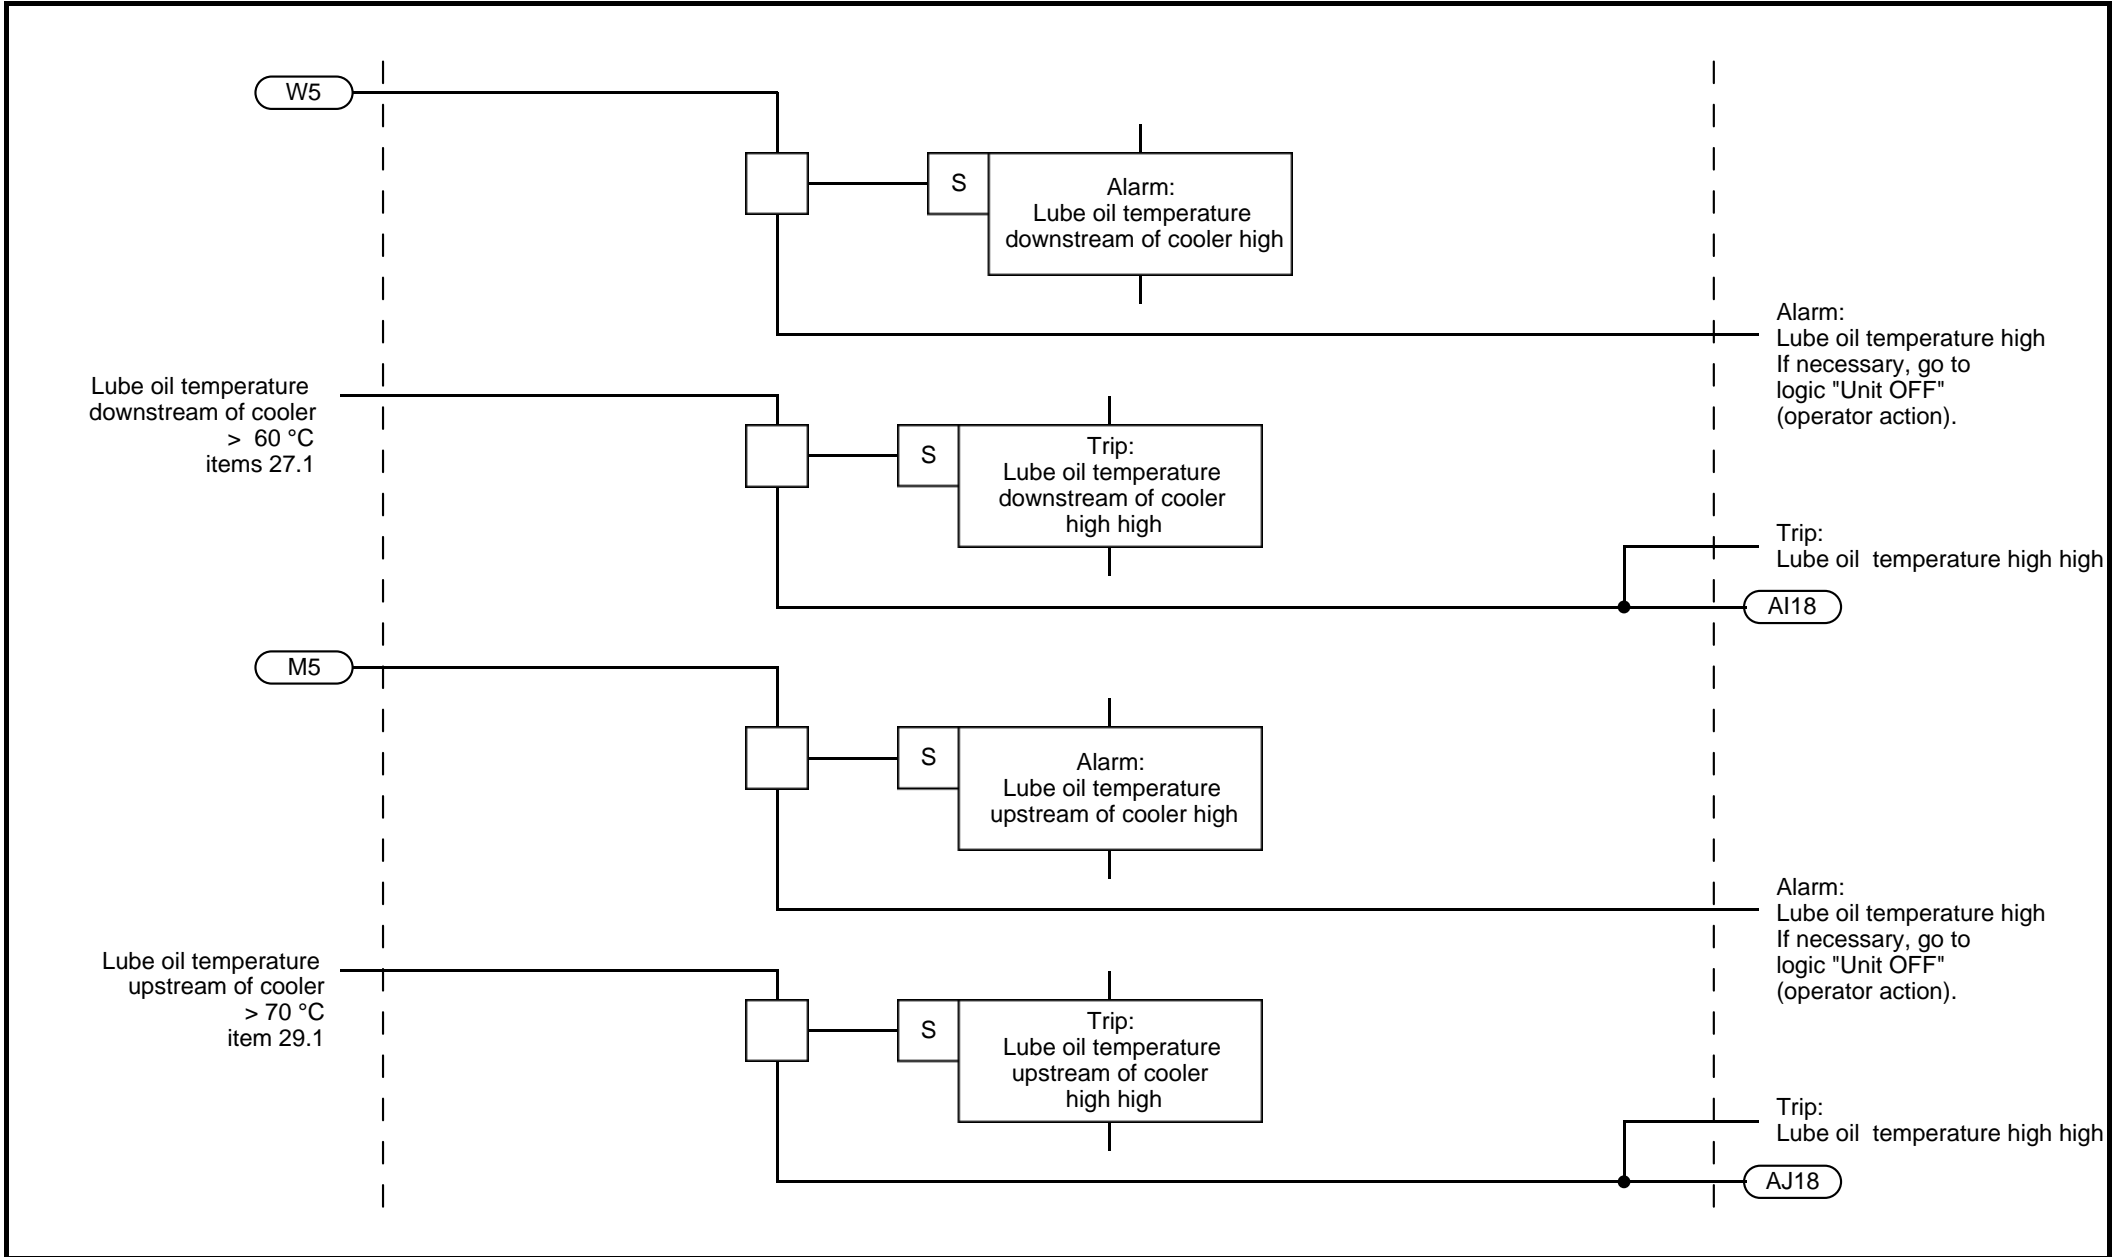 W5
S
Alarm:
Lube oil temperature
downstream of cooler high
Alarm:
Lube oil temperature high
If necessary, go to
logic "Unit OFF"
(operator action).
Lube oil temperature
downstream of cooler
> 60 °C
items 27.1
S
Trip:
Lube oil temperature
downstream of cooler
high high
Trip:
Lube oil temperature high high
AI18
M5
S
Alarm:
Lube oil temperature
upstream of cooler high
Alarm:
Lube oil temperature high
If necessary, go to
logic "Unit OFF"
(operator action).
Lube oil temperature
upstream of cooler
> 70 °C
item 29.1
S
Trip:
Lube oil temperature
upstream of cooler
high high
Trip:
Lube oil temperature high high
AJ18